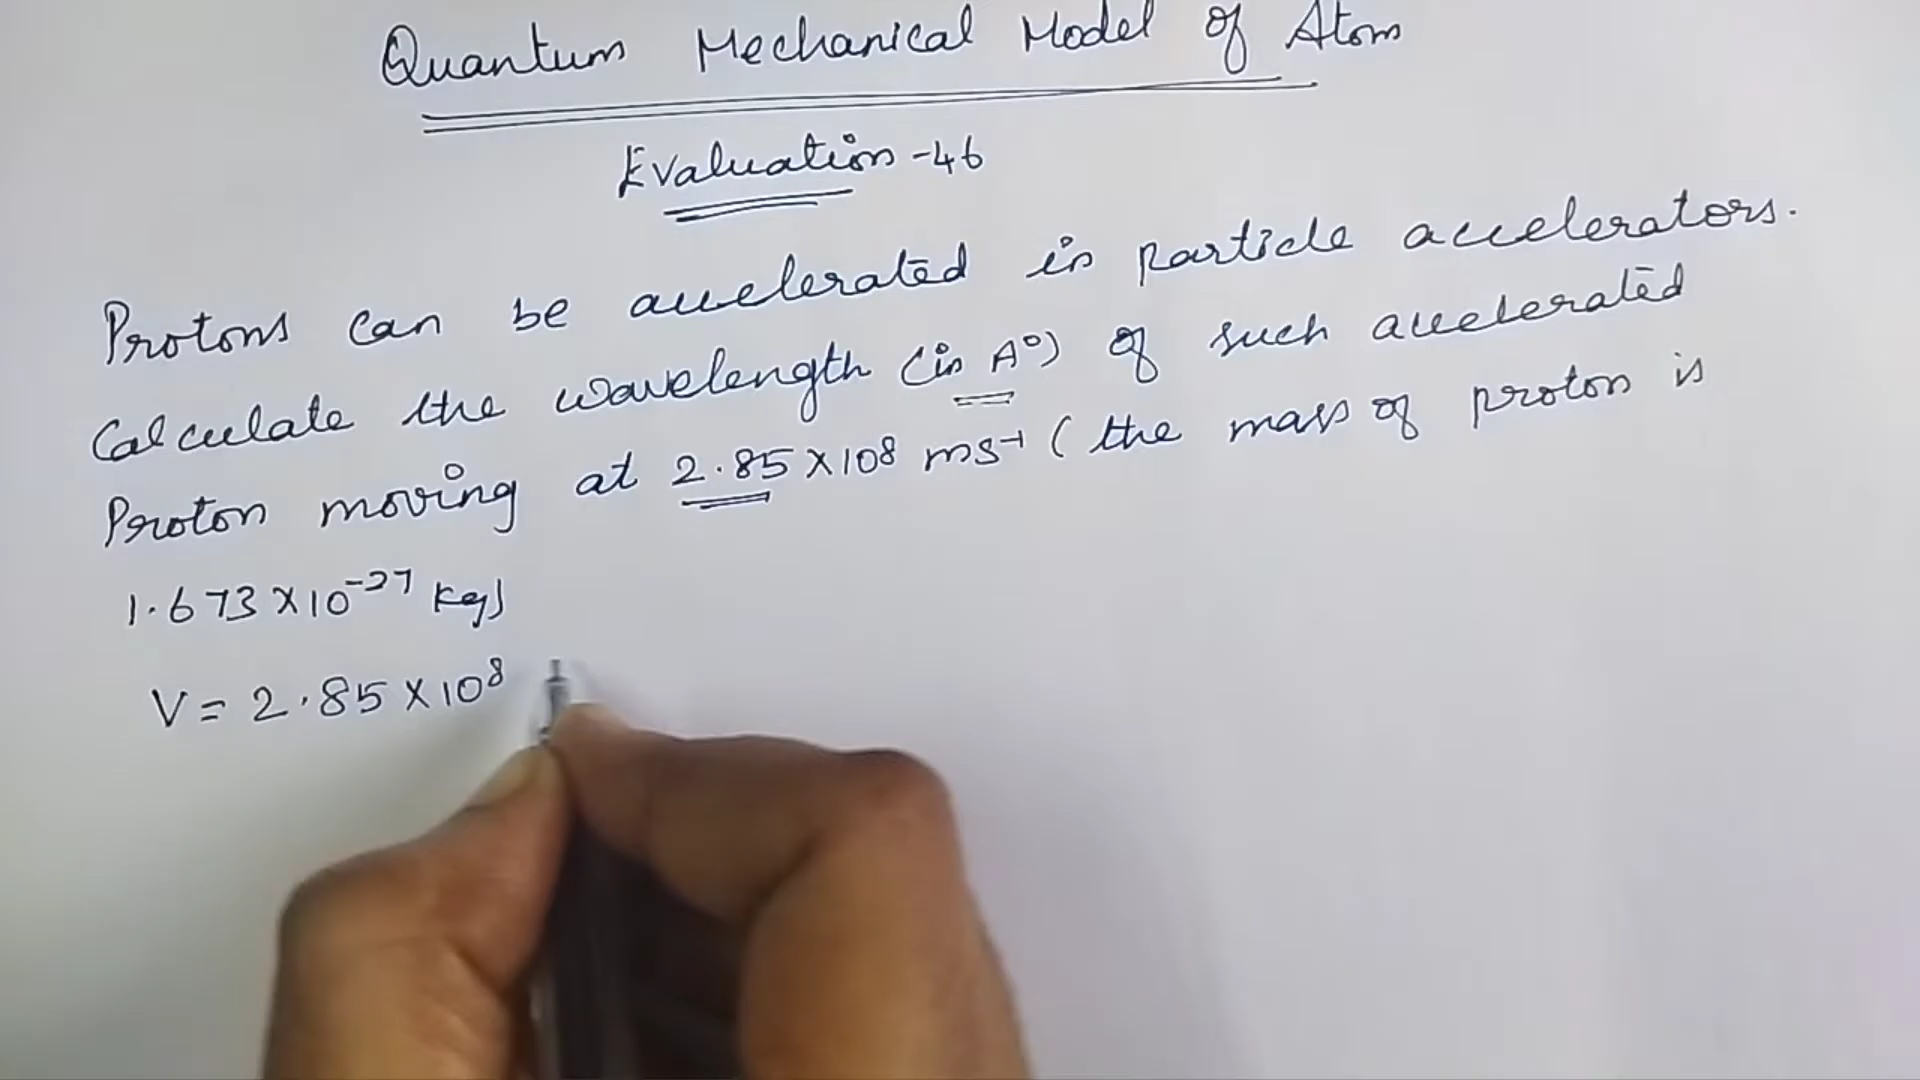 Quantum Mechanical Model of Atom
Evaluation-46
Protons can be accelerated in particle accelerators.
Calculate the wavelength (in A°) of such accelerated
Proton moving at 2.85×10⁸ ms⁻¹ (the mass of proton is
1.673×10⁻²⁷ kg)
V = 2.85×10⁸